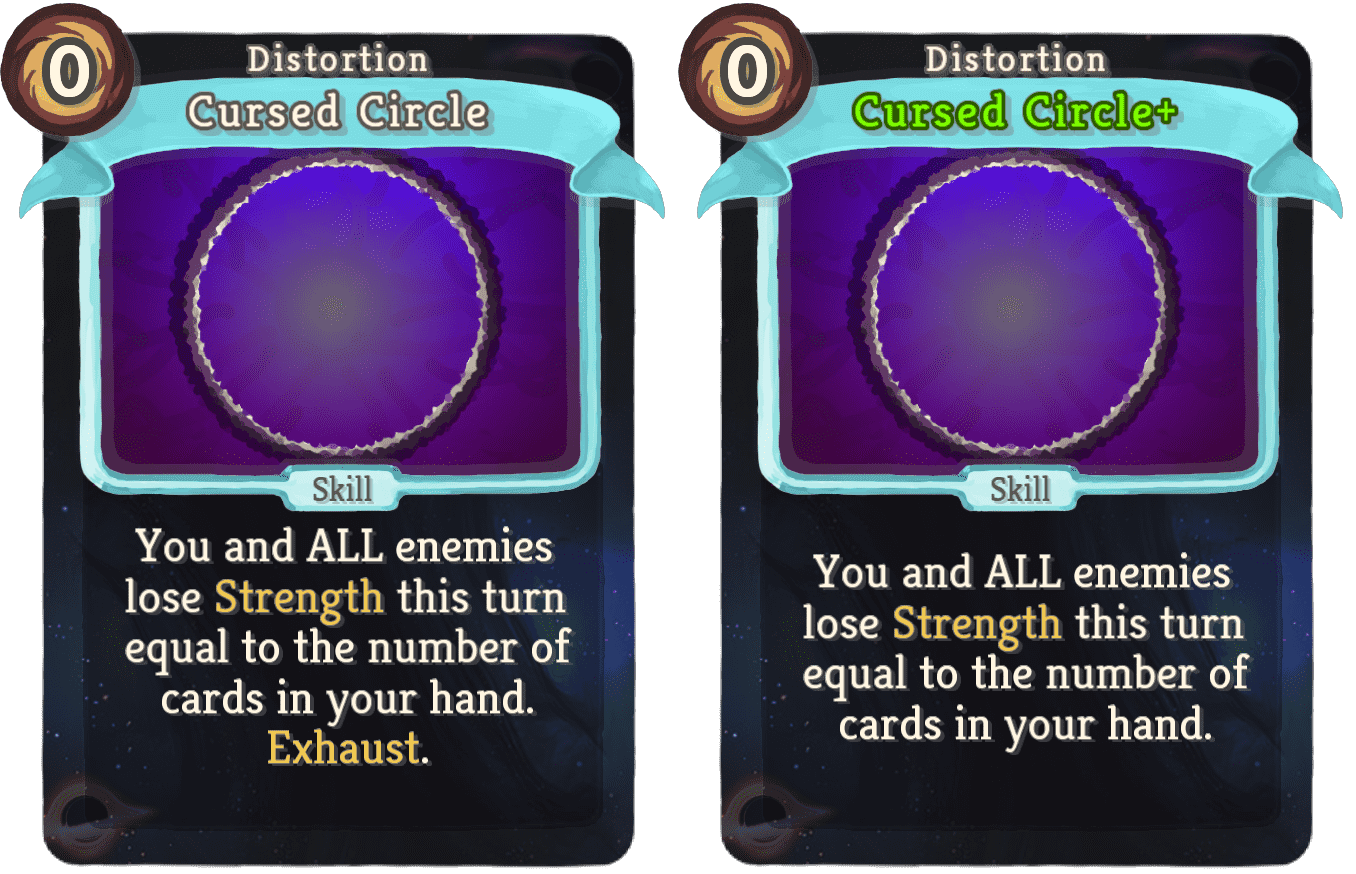 0
Distortion
Cursed Circle
Skill
You and ALL enemies
lose Strength this turn
equal to the number of
cards in your hand.
Exhaust.
0
Distortion
Cursed Circle+
Skill
You and ALL enemies
lose Strength this turn
equal to the number of
cards in your hand.